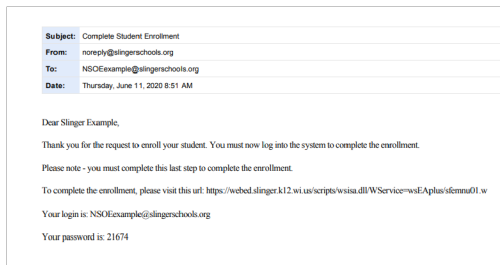 Subject: Complete Student Enrollment
From: noreply@slingerschools.org
To: NSOEexample@slingerschools.org
Date: Thursday, June 11, 2020 8:51 AM
Dear Slinger Example,
Thank you for the request to enroll your student. You must now log into the system to complete the enrollment.
Please note - you must complete this last step to complete the enrollment.
To complete the enrollment, please visit this url: https://webed.slinger.k12.wi.us/scripts/wsisa.dll/WService=wsEAplus/sfemnu01.w
Your login is: NSOEexample@slingerschools.org
Your password is: 21674